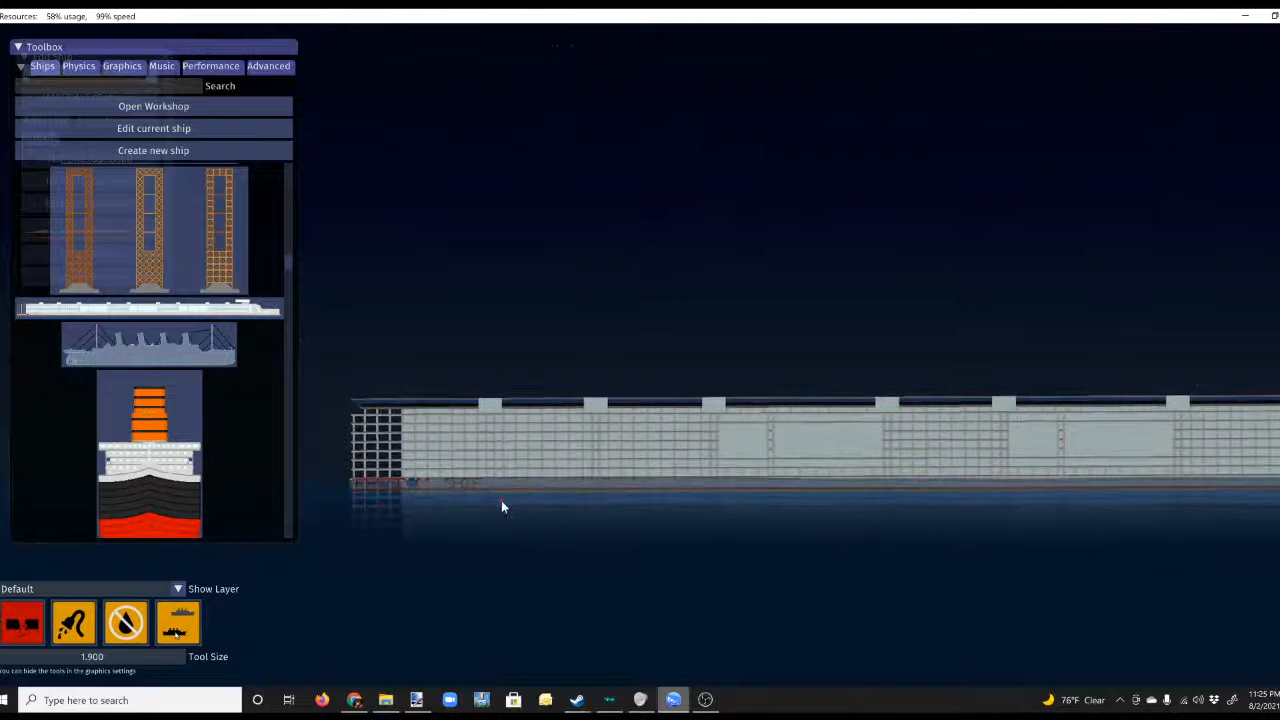 Resources: 58% usage, 99% speed
Toolbox
Ships Physics Graphics Music Performance Advanced
Search
Open Workshop
Edit current ship
Create new ship
Default
Show Layer
1.900
Tool Size
You can hide the tools in the graphics settings
Type here to search
76°F Clear
11:25 PM
8/2/2021